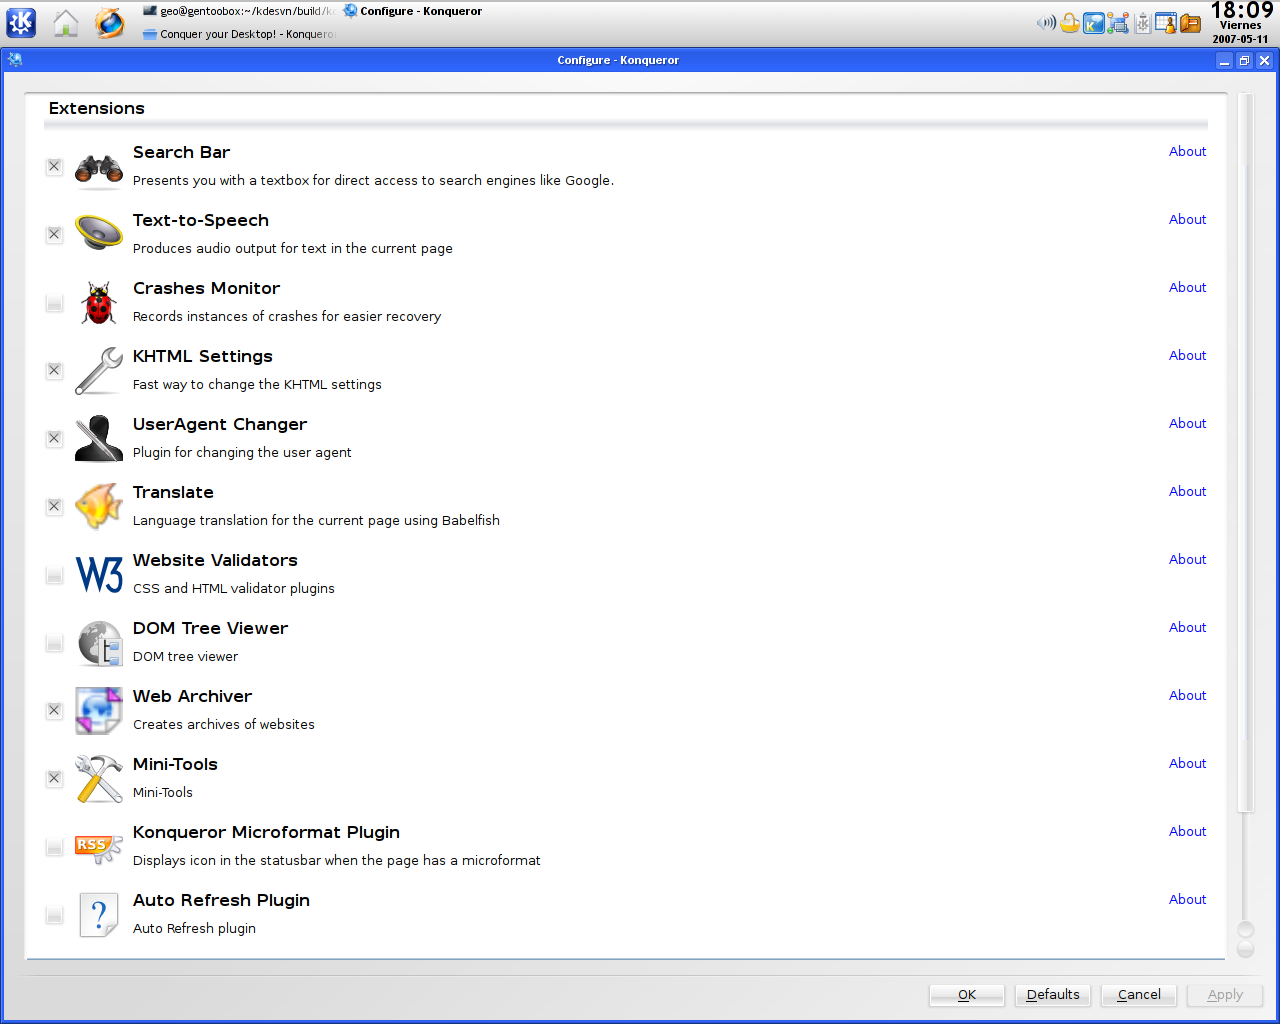 geo@gentoobox:~/kdesvn/build/k
Configure - Konqueror
Conquer your Desktop! - Konqueror
18:09
Viernes
2007-05-11
Configure - Konqueror
Extensions
Search Bar
About
Presents you with a textbox for direct access to search engines like Google.
Text-to-Speech
About
Produces audio output for text in the current page
Crashes Monitor
About
Records instances of crashes for easier recovery
KHTML Settings
About
Fast way to change the KHTML settings
UserAgent Changer
About
Plugin for changing the user agent
Translate
About
Language translation for the current page using Babelfish
W3
Website Validators
About
CSS and HTML validator plugins
DOM Tree Viewer
About
DOM tree viewer
Web Archiver
About
Creates archives of websites
Mini-Tools
About
Mini-Tools
RSS
Konqueror Microformat Plugin
About
Displays icon in the statusbar when the page has a microformat
?
Auto Refresh Plugin
About
Auto Refresh plugin
OK
Defaults
Cancel
Apply